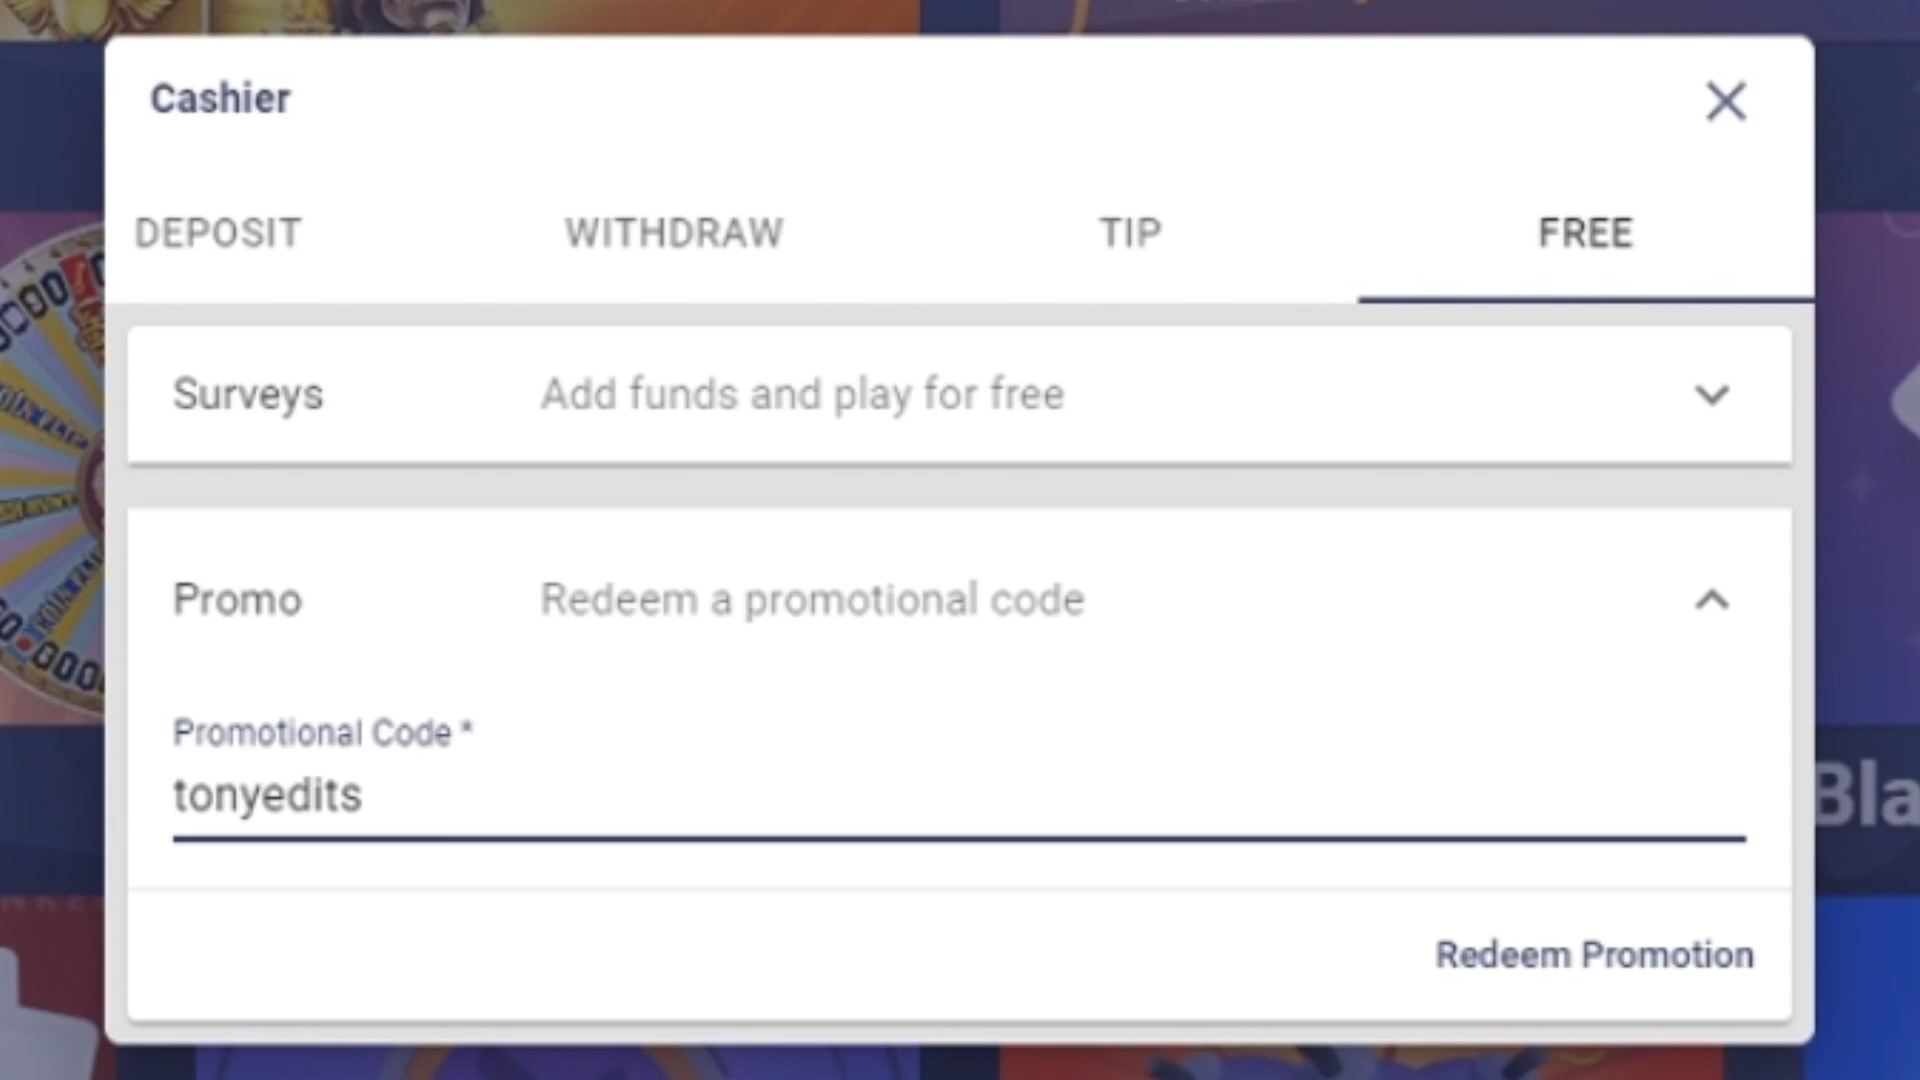 Cashier
DEPOSIT WITHDRAW TIP FREE
Surveys Add funds and play for free
Promo Redeem a promotional code
Promotional Code *
tonyedits
Bla
Redeem Promotion